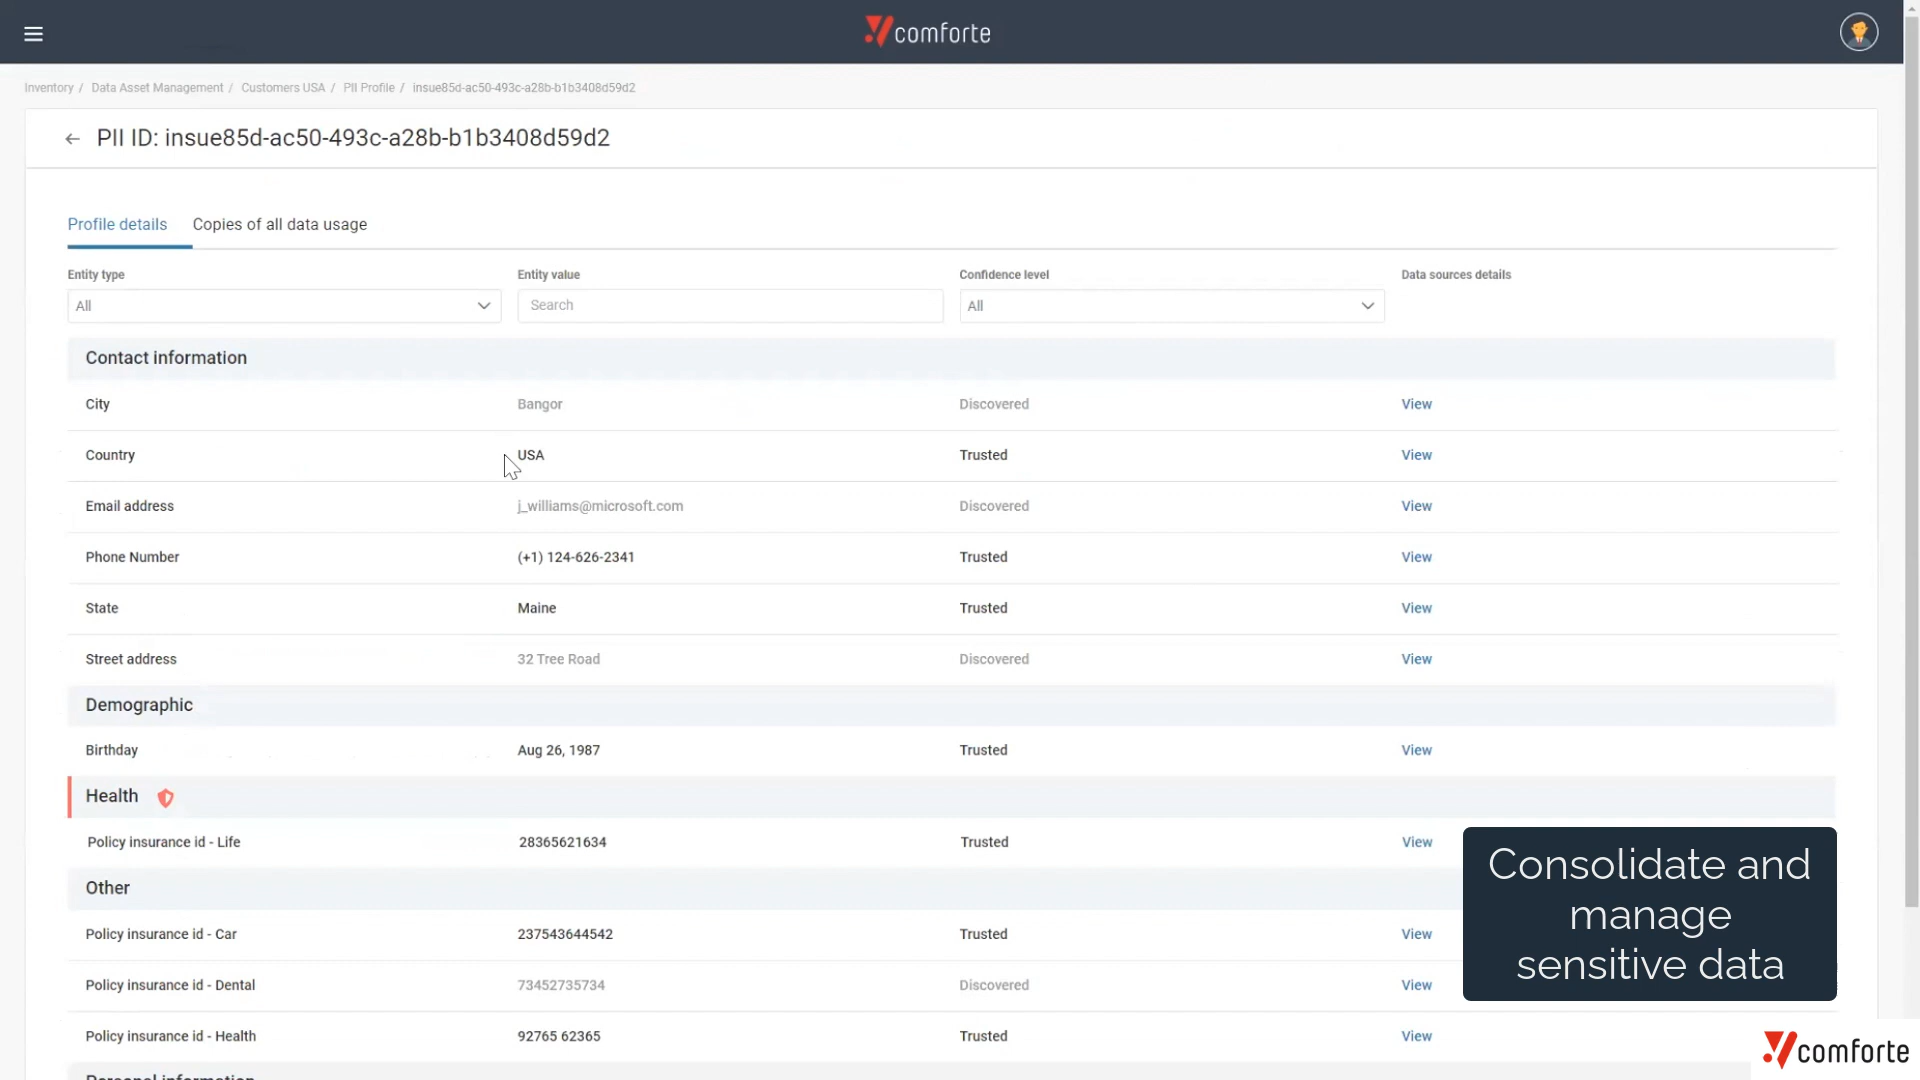 comforte
Inventory / Data Asset Management / Customers USA / PII Profile / insue85d-ac50-493c-a28b-b1b3408d59d2
← PII ID: insue85d-ac50-493c-a28b-b1b3408d59d2
Profile details Copies of all data usage
Entity type Entity value Confidence level Data sources details
All Search All
Contact information
City Bangor Discovered View
Country USA Trusted View
Email address j_williams@microsoft.com Discovered View
Phone Number (+1) 124-626-2341 Trusted View
State Maine Trusted View
Street address 32 Tree Road Discovered View
Demographic
Birthday Aug 26, 1987 Trusted View
Health
Policy insurance id - Life 28365621634 Trusted View
Other
Policy insurance id - Car 237543644542 Trusted View
Policy insurance id - Dental 73452735734 Discovered View
Policy insurance id - Health 92765 62365 Trusted View
Personal information
Consolidate and
manage
sensitive data
comforte